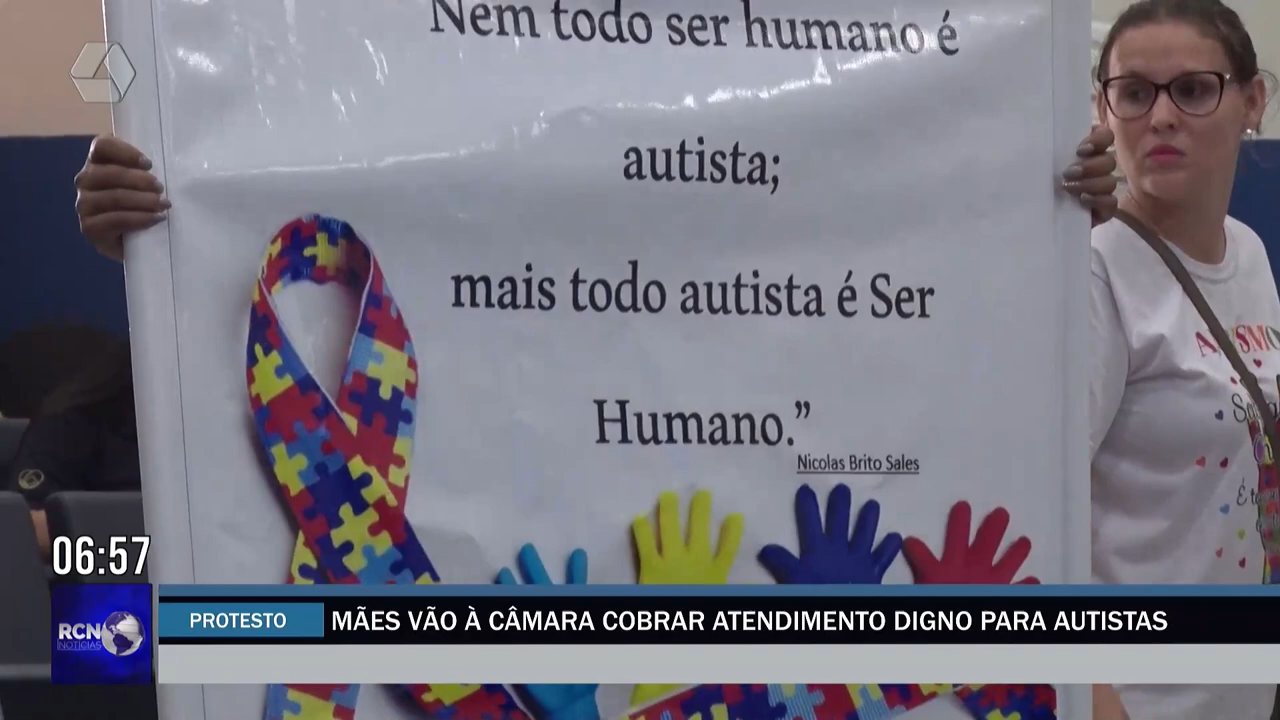 Nem todo ser humano é
autista;
mais todo autista é Ser
Humano.”
Nicolas Brito Sales
06:57
RCN
NOTÍCIAS
PROTESTO
MÃES VÃO À CÂMARA COBRAR ATENDIMENTO DIGNO PARA AUTISTAS